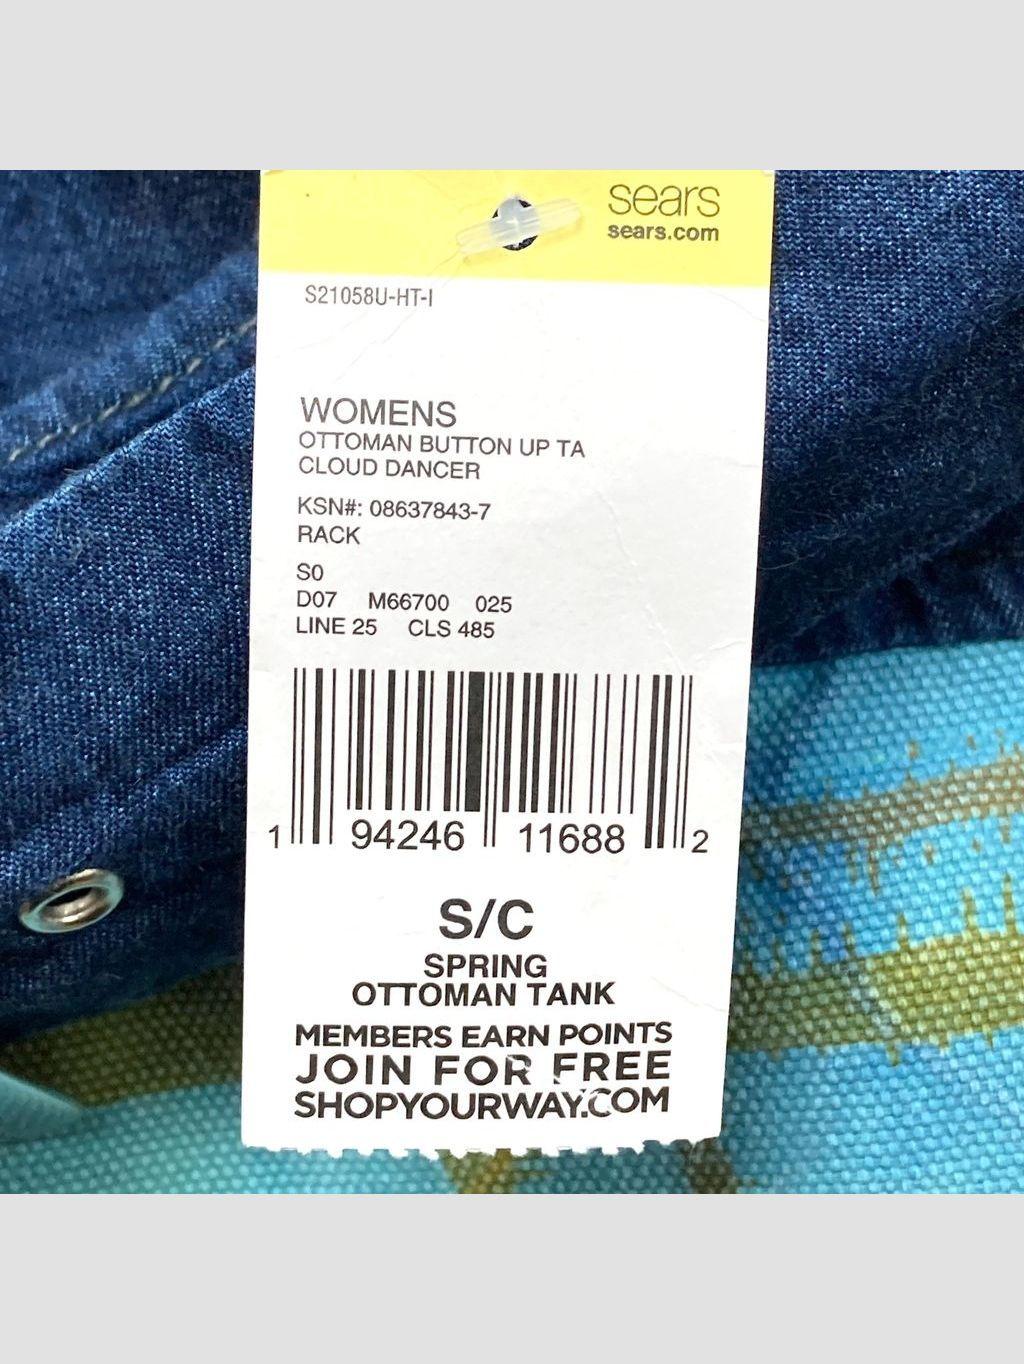 sears
sears.com
S21058U-HT-I
WOMENS
OTTOMAN BUTTON UP TA
CLOUD DANCER
KSN#: 08637843-7
RACK
S0
D07 M66700 025
LINE 25 CLS 485
1 94246 11688 2
S/C
SPRING
OTTOMAN TANK
MEMBERS EARN POINTS
JOIN FOR FREE
SHOPYOURWAY.COM